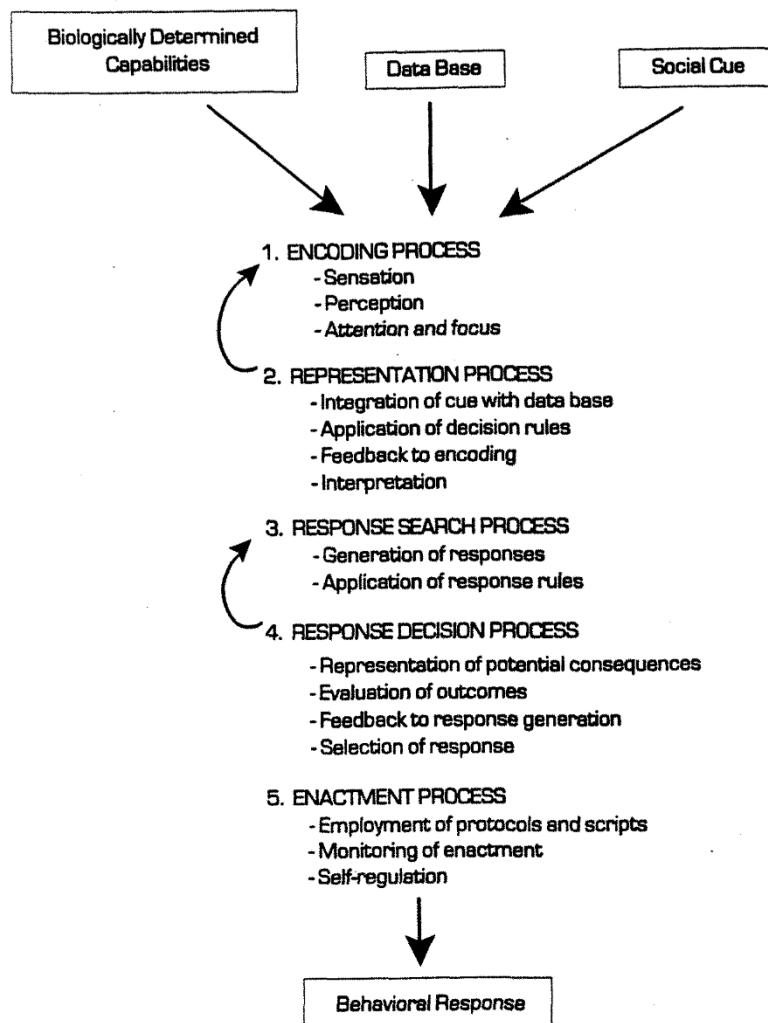 Biologically Determined
Capabilities
Data Base
Social Cue
1. ENCODING PROCESS
- Sensation
- Perception
- Attention and focus
2. REPRESENTATION PROCESS
- Integration of cue with data base
- Application of decision rules
- Feedback to encoding
- Interpretation
3. RESPONSE SEARCH PROCESS
- Generation of responses
- Application of response rules
4. RESPONSE DECISION PROCESS
- Representation of potential consequences
- Evaluation of outcomes
- Feedback to response generation
- Selection of response
5. ENACTMENT PROCESS
- Employment of protocols and scripts
- Monitoring of enactment
- Self-regulation
Behavioral Response